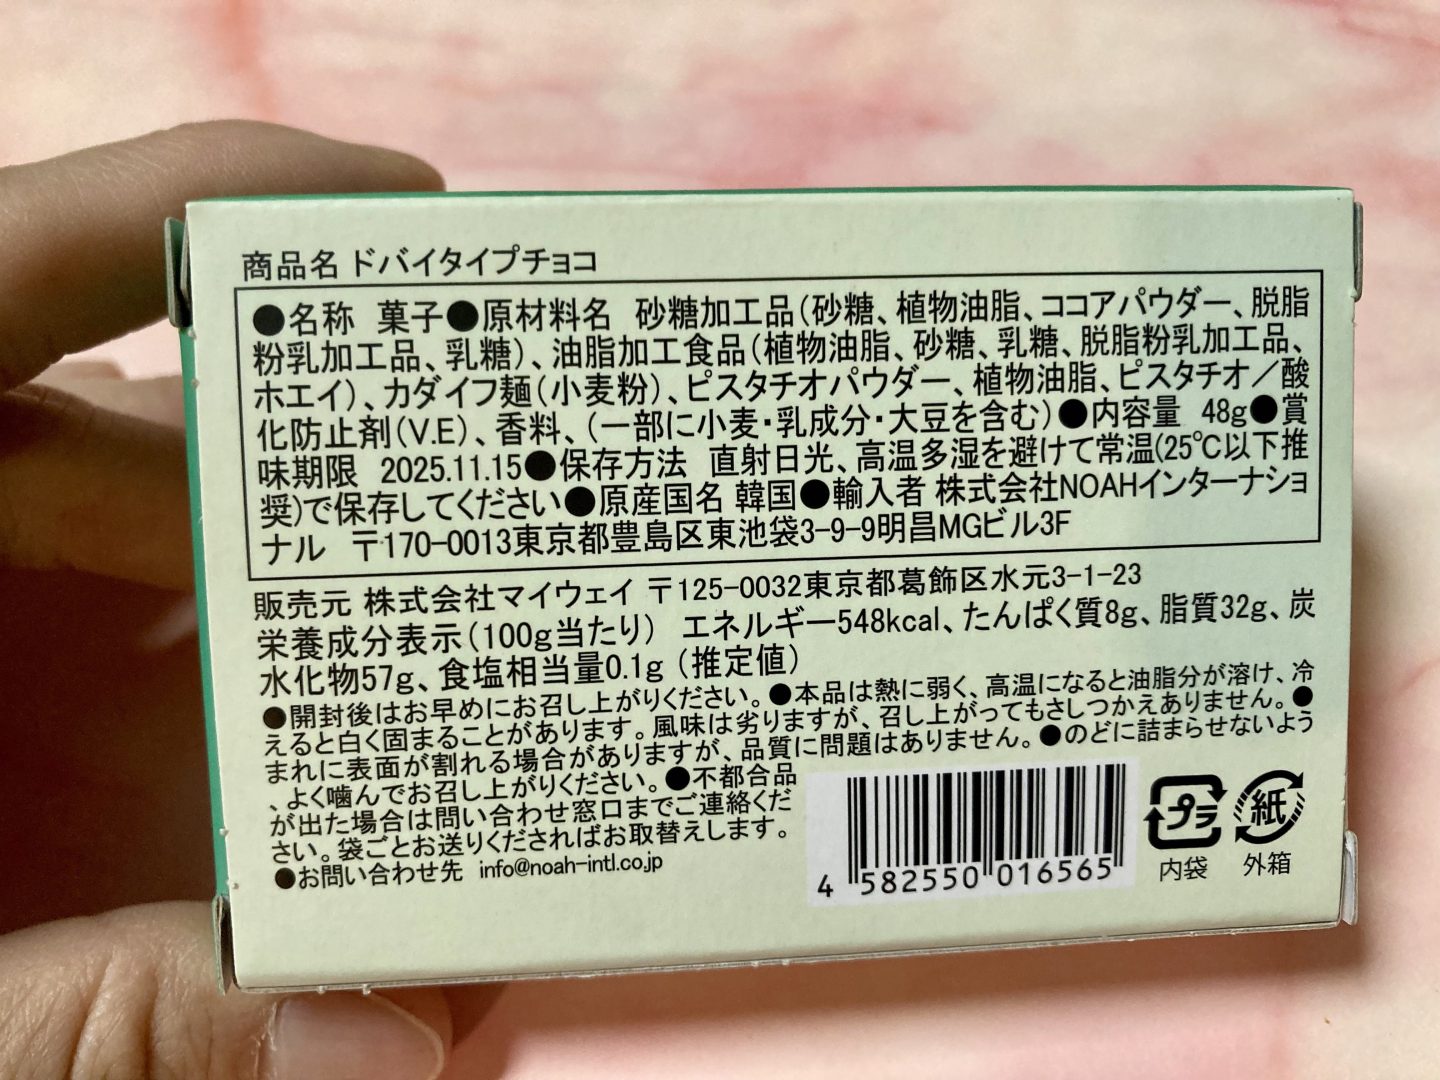 商品名 ドバイタイプチョコ
●名称 菓子●原材料名 砂糖加工品(砂糖、植物油脂、ココアパウダー、脱脂
粉乳加工品、乳糖)、油脂加工食品(植物油脂、砂糖、乳糖、脱脂粉乳加工品、
ホエイ)、カダイフ麺(小麦粉)、ピスタチオパウダー、植物油脂、ピスタチオ／酸
化防止剤(V.E)、香料、(一部に小麦・乳成分・大豆を含む)●内容量 48g●賞
味期限 2025.11.15●保存方法 直射日光、高温多湿を避けて常温(25℃以下推
奨)で保存してください●原産国名 韓国●輸入者 株式会社NOAHインターナショ
ナル 〒170-0013東京都豊島区東池袋3-9-9明昌MGビル3F
販売元 株式会社マイウェイ 〒125-0032東京都葛飾区水元3-1-23
栄養成分表示(100g当たり) エネルギー548kcal、たんぱく質8g、脂質32g、炭
水化物57g、食塩相当量0.1g (推定値)
●開封後はお早めにお召し上がりください。●本品は熱に弱く、高温になると油脂分が溶け、冷
えると白く固まることがあります。風味は劣りますが、召し上がってもさしつかえありません。●
まれに表面が割れる場合がありますが、品質に問題はありません。●のどに詰まらせないよう
、よく噛んでお召し上がりください。●不都合品
が出た場合は問い合わせ窓口までご連絡くだ
さい。袋ごとお送りくださればお取替えします。
●お問い合わせ先 info@noah-intl.co.jp
4 582550 016565
プラ
内袋
紙
外箱